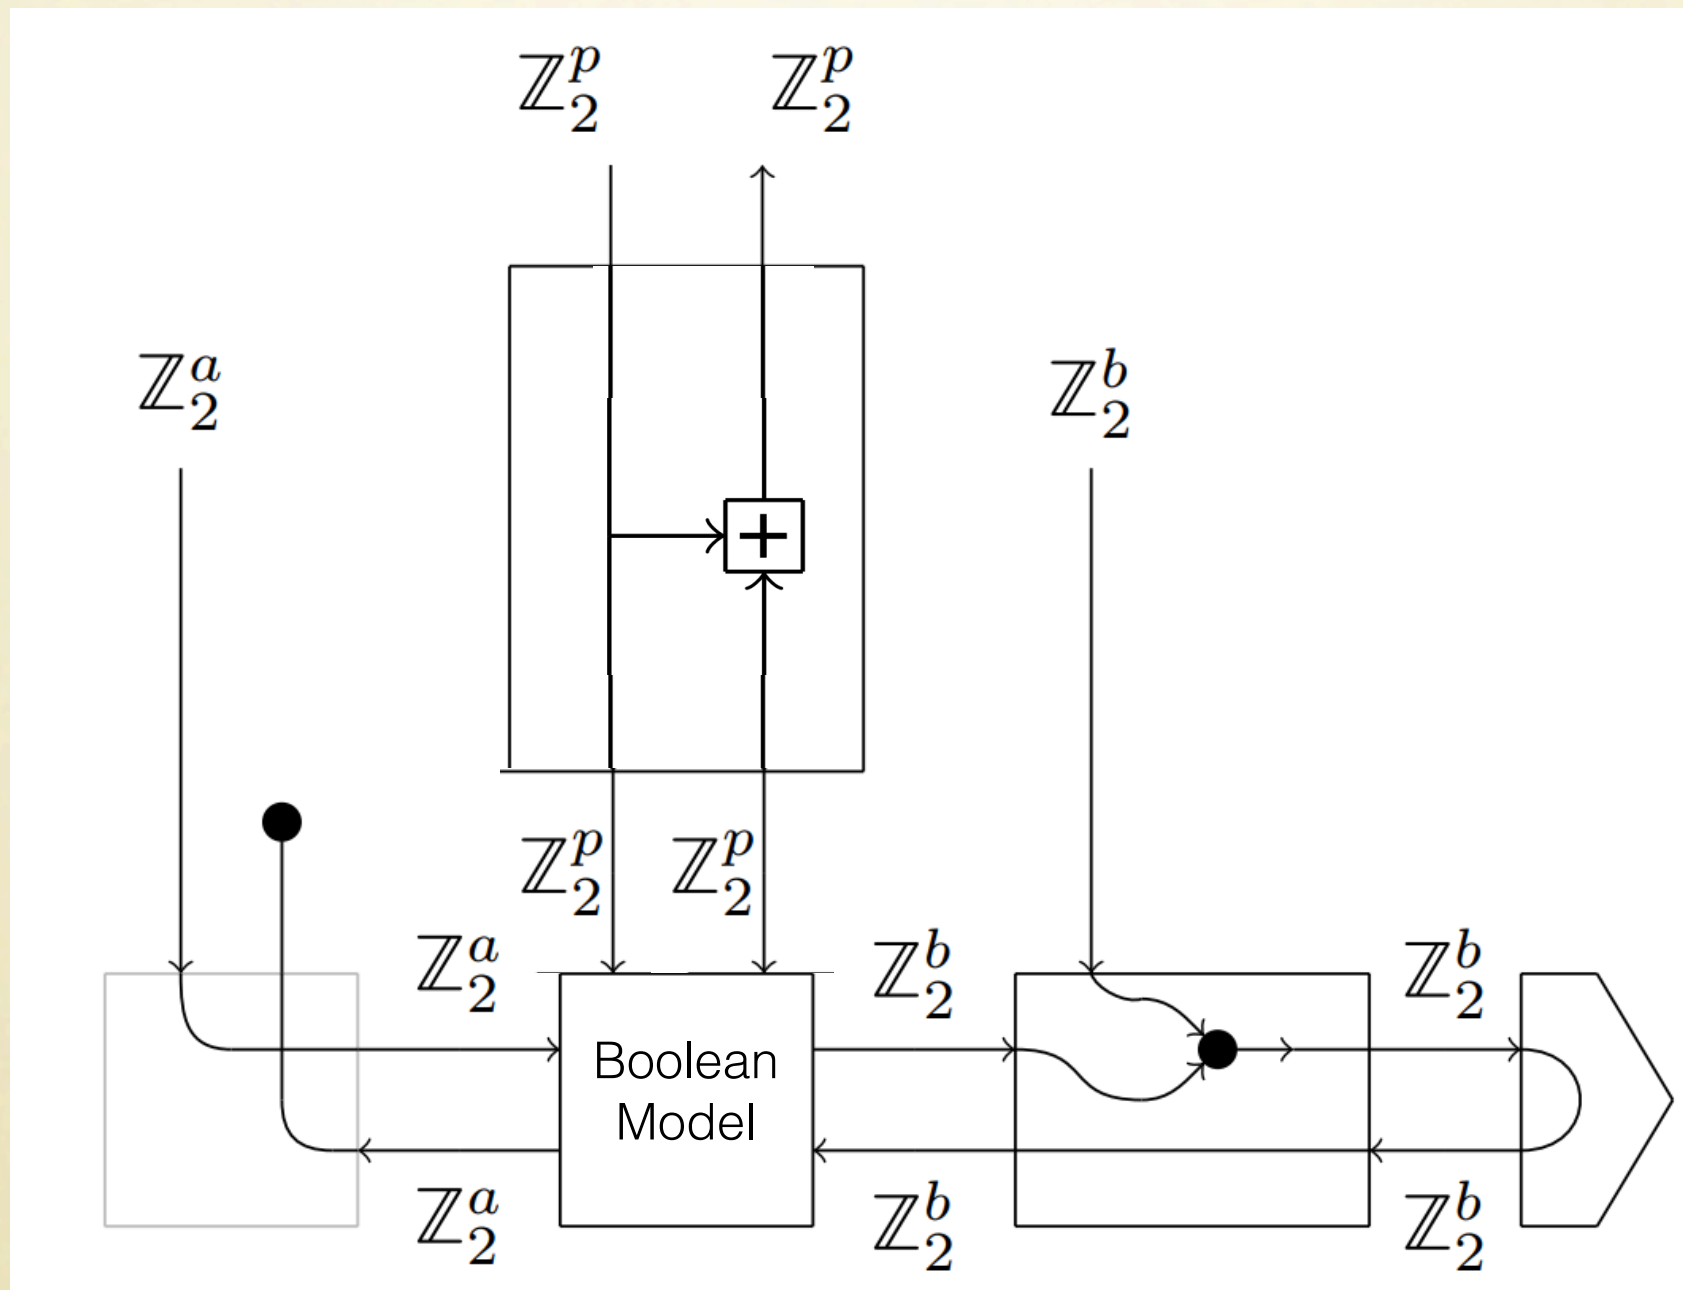 ℤ₂ᵖ ℤ₂ᵖ
ℤ₂ᵃ ℤ₂ᵇ
+
ℤ₂ᵖ ℤ₂ᵖ
ℤ₂ᵃ ℤ₂ᵇ ℤ₂ᵇ
Boolean
Model
ℤ₂ᵃ ℤ₂ᵇ ℤ₂ᵇ